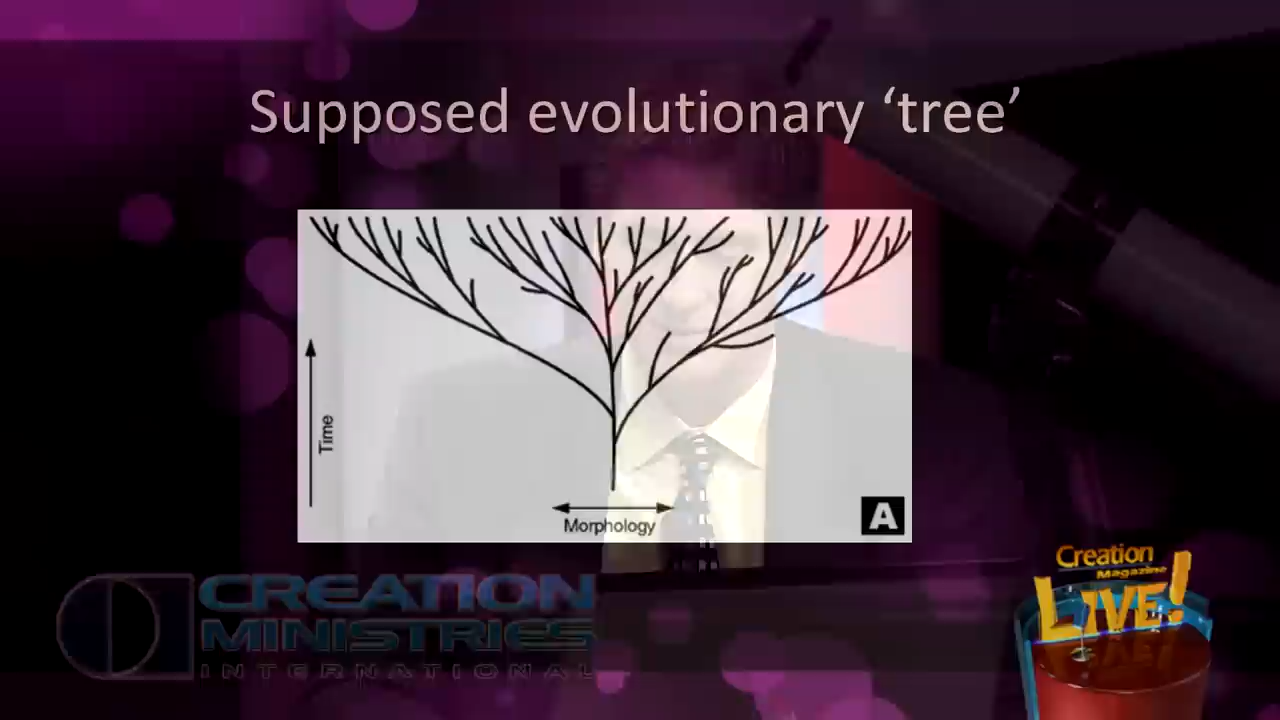 Supposed evolutionary ‘tree’
Time
Morphology
A
CREATION
MINISTRIES
INTERNATIONAL
Creation
Magazine
LIVE!